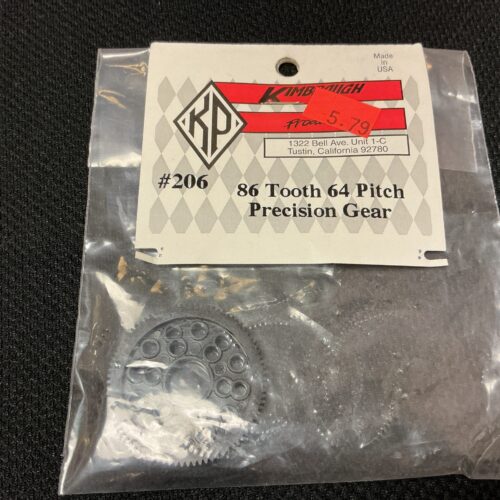 Made
in
USA
KIMBROUGH
KP
5.79
1322 Bell Ave. Unit 1-C
Tustin, California 92780
#206
86 Tooth 64 Pitch
Precision Gear